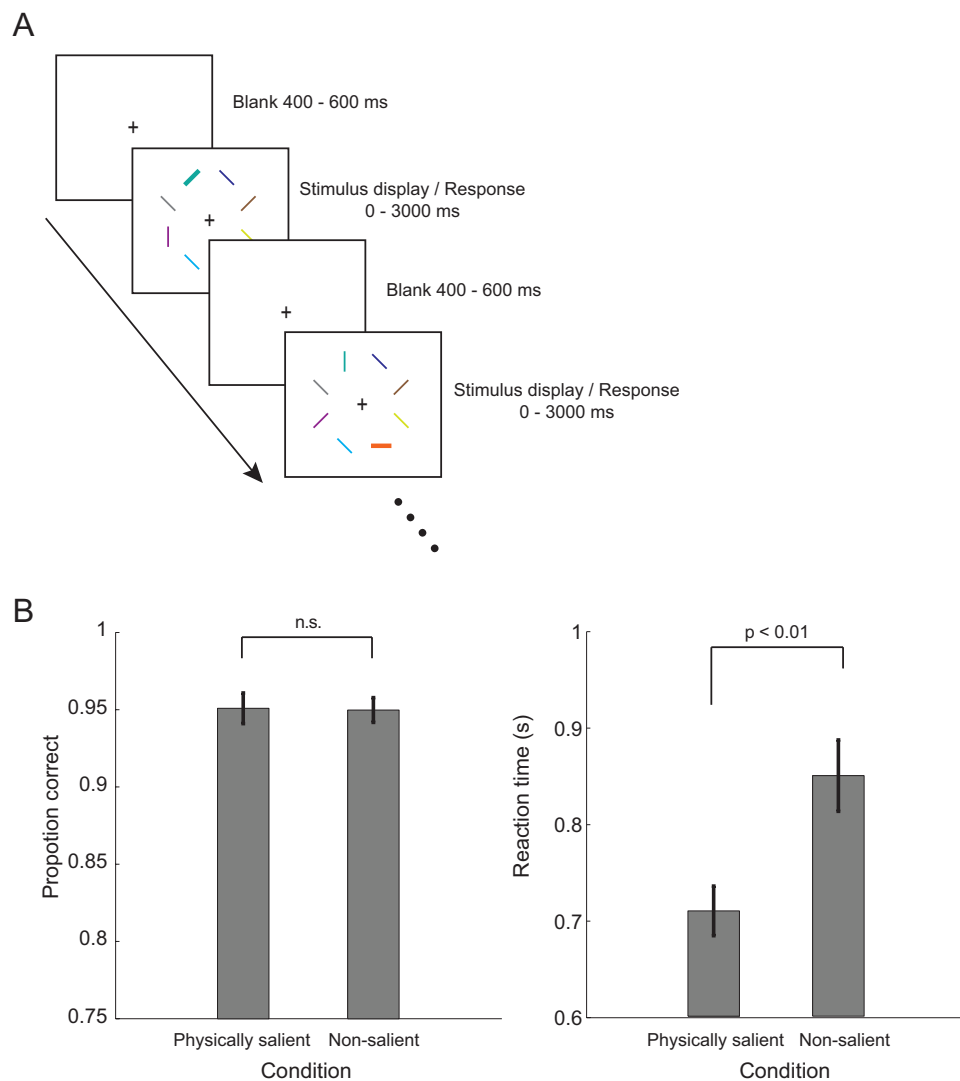 A
Blank 400 - 600 ms
Stimulus display / Response
0 - 3000 ms
Blank 400 - 600 ms
Stimulus display / Response
0 - 3000 ms
B
n.s.
1
0.95
0.9
0.85
0.8
0.75
Propotion correct
Physically salient
Non-salient
Condition
p < 0.01
1
0.9
0.8
0.7
0.6
Reaction time (s)
Physically salient
Non-salient
Condition